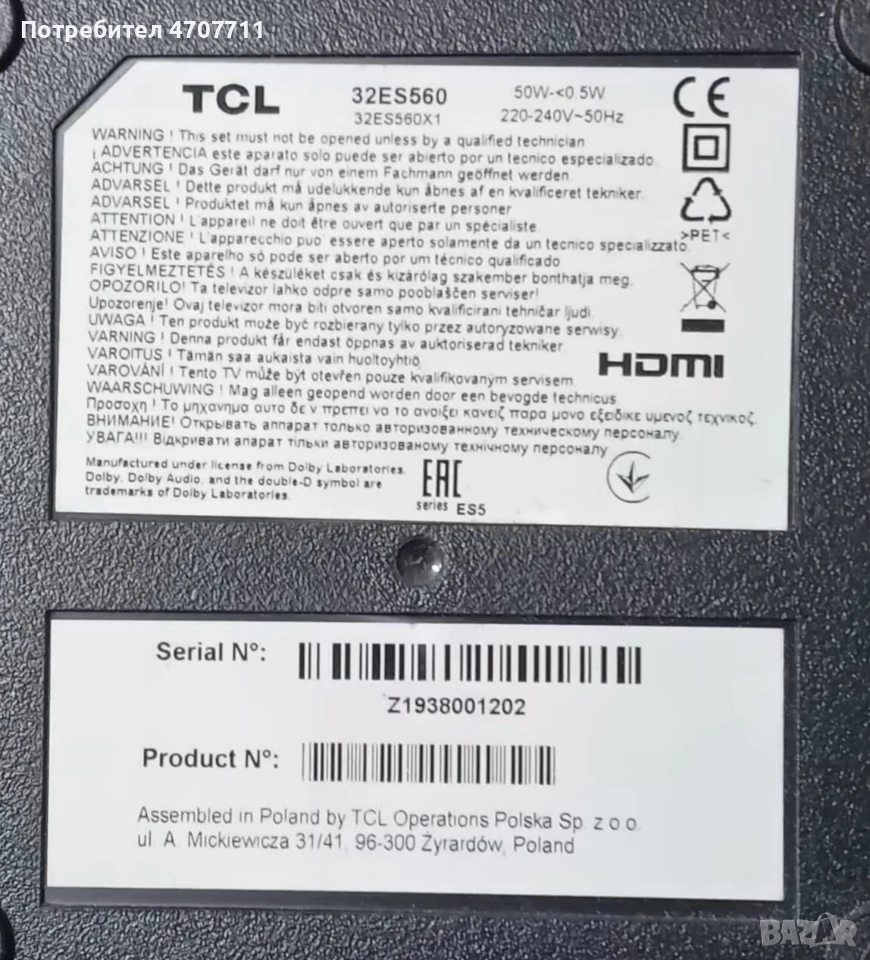 Потребител 4707711
TCL 32ES560 50W-<0.5W
32ES560X1 220-240V~50Hz
WARNING ! This set must not be opened unless by a qualified technician
¡ ADVERTENCIA este aparato solo puede ser abierto por un tecnico especializado
ACHTUNG ! Das Gerät darf nur von einem Fachmann geöffnet werden
ADVARSEL ! Dette produkt må udelukkende kun åbnes af en kvalificeret tekniker.
ADVARSEL ! Produktet må kun åpnes av autoriserte personer
ATTENTION ! L'appareil ne doit être ouvert que par un spécialiste
ATTENZIONE ! L'apparecchio puo' essere aperto solamente da un tecnico specializzato
>PET<
AVISO ! Este aparelho só pode ser aberto por um técnico qualificado
FIGYELMEZTETÉS ! A készüléket csak és kizárólag szakember bonthatja meg.
OPOZORILO! Ta televizor lahko odpre samo pooblaščen serviser!
Upozorenje! Ovaj televizor mora biti otvoren samo kvalificirani tehničar ljudi.
UWAGA ! Ten produkt może być rozbierany tylko przez autoryzowane serwisy.
VARNING ! Denna produkt får endast öppnas av auktoriserad tekniker
VAROITUS ! Tämän saa aukaista vain huoltoyhtiö
VAROVÁNÍ ! Tento TV může být otevřen pouze kvalifikovaným servisem
HDMI
WAARSCHUWING ! Mag alleen geopend worden door een bevogde technicus
Προσοχη ! Το μηχανημα αυτο δε ν πρεπει να το ανοιξει κανεις παρα μονο εξειδικε υμενος τεχνικος.
ВНИМАНИЕ! Открывать аппарат только авторизованному техническому персоналу.
УВАГА!!! Відкривати апарат тільки авторизованому технічному персоналу
Manufactured under license from Dolby Laboratories.
Dolby, Dolby Audio, and the double-D symbol are
trademarks of Dolby Laboratories.
EAC
series ES5
Serial N°:
Z1938001202
Product N°:
Assembled in Poland by TCL Operations Polska Sp. z o.o.
ul. A. Mickiewicza 31/41, 96-300 Żyrardów, Poland
BAZAR